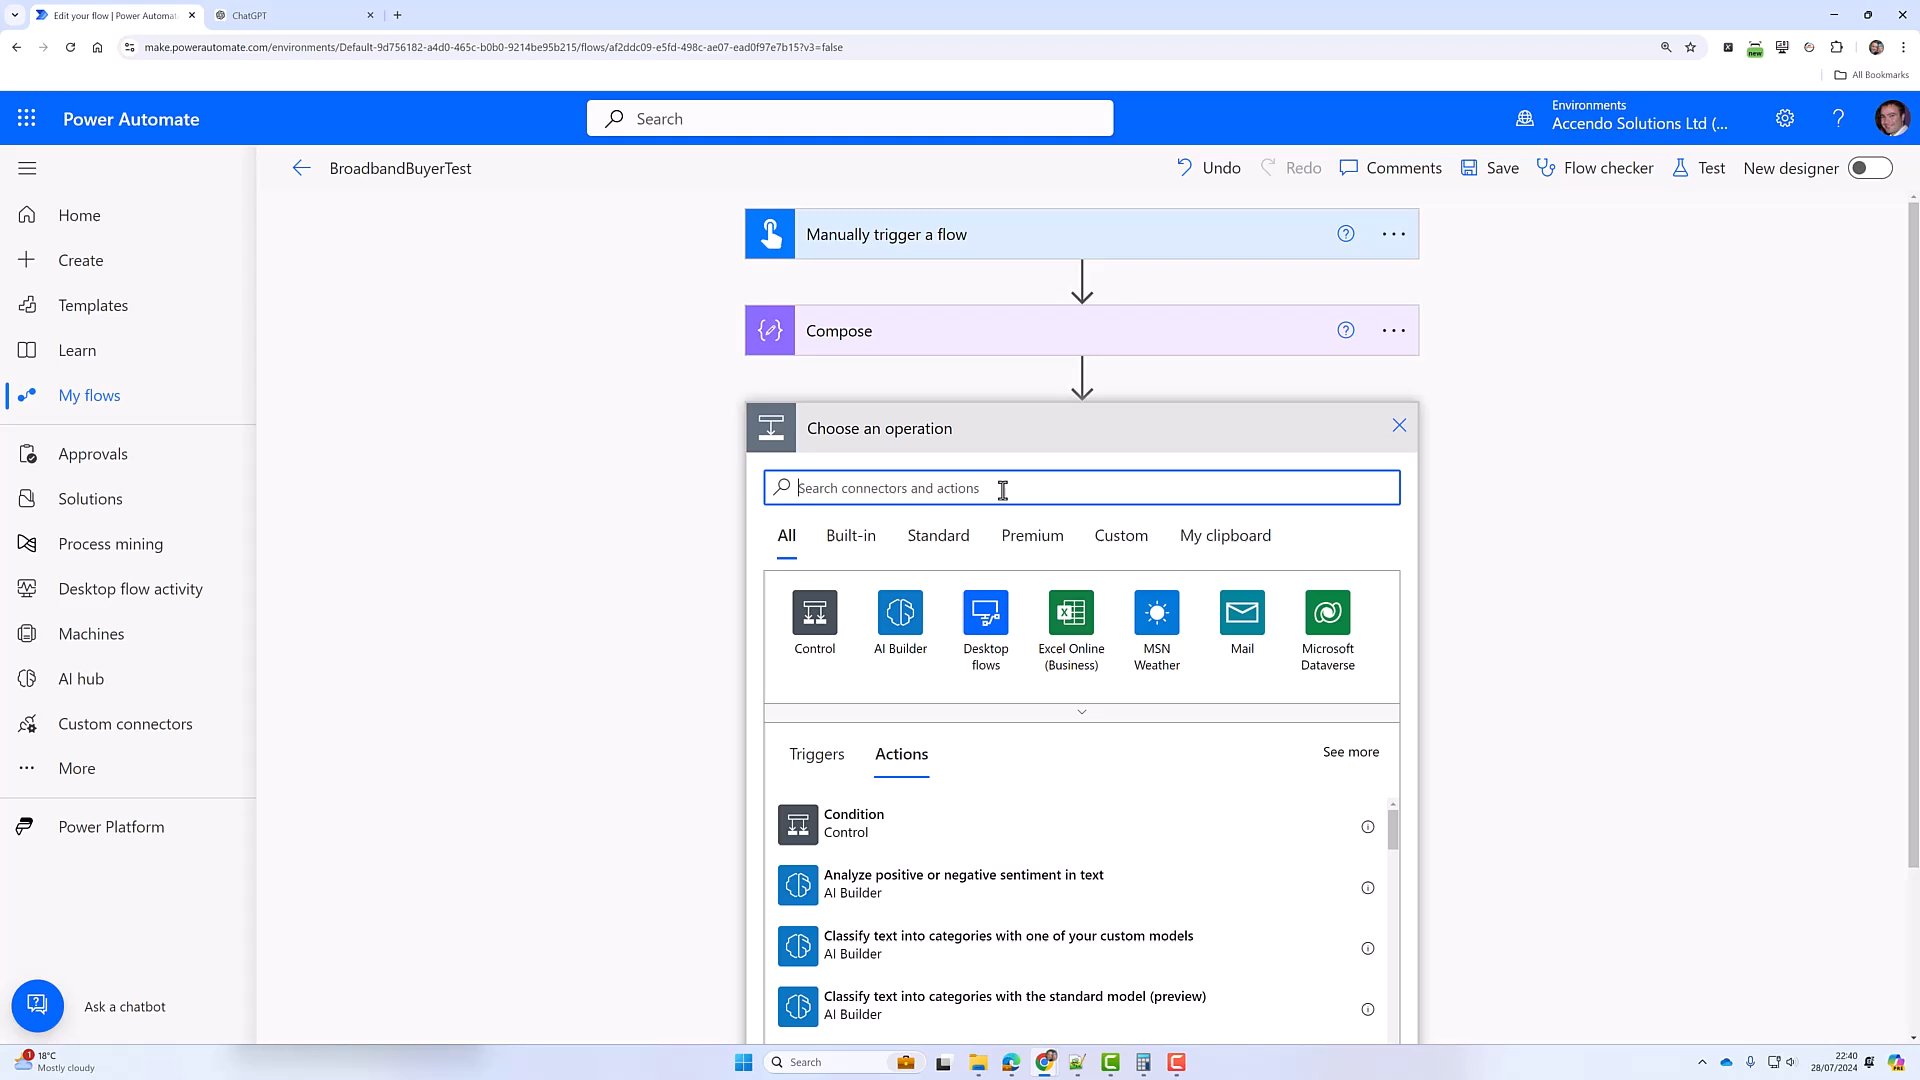 Edit your flow | Power Automat
ChatGPT
make.powerautomate.com/environments/Default-9d756182-a4d0-465c-b0b0-9214be95b215/flows/af2ddc09-e5fd-498c-ae07-ead0f97e7b15?v3=false
new
All Bookmarks
Power Automate
Search
Environments
Accendo Solutions Ltd (...
BroadbandBuyerTest
Undo
Redo
Comments
Save
Flow checker
Test
New designer
Home
Create
Templates
Learn
My flows
Approvals
Solutions
Process mining
Desktop flow activity
Machines
AI hub
Custom connectors
More
Power Platform
Ask a chatbot
Manually trigger a flow
Compose
Choose an operation
Search connectors and actions
All
Built-in
Standard
Premium
Custom
My clipboard
Control
AI Builder
Desktop
flows
Excel Online
(Business)
MSN
Weather
Mail
Microsoft
Dataverse
Triggers
Actions
See more
Condition
Control
Analyze positive or negative sentiment in text
AI Builder
Classify text into categories with one of your custom models
AI Builder
Classify text into categories with the standard model (preview)
AI Builder
1
18°C
Mostly cloudy
Search
22:40
28/07/2024
PRE